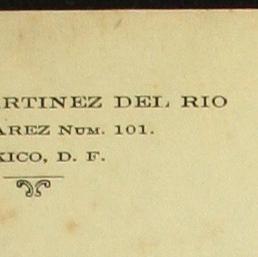 RTINEZ DEL RIO
AREZ NUM. 101.
XICO, D. F.